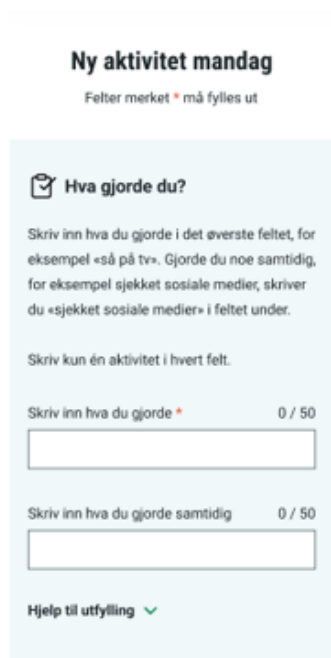 Ny aktivitet mandag
Felter merket * må fylles ut
Hva gjorde du?
Skriv inn hva du gjorde i det øverste feltet, for
eksempel «så på tv». Gjorde du noe samtidig,
for eksempel sjekket sosiale medier, skriver
du «sjekket sosiale medier» i feltet under.
Skriv kun én aktivitet i hvert felt.
Skriv inn hva du gjorde * 0 / 50
Skriv inn hva du gjorde samtidig 0 / 50
Hjelp til utfylling